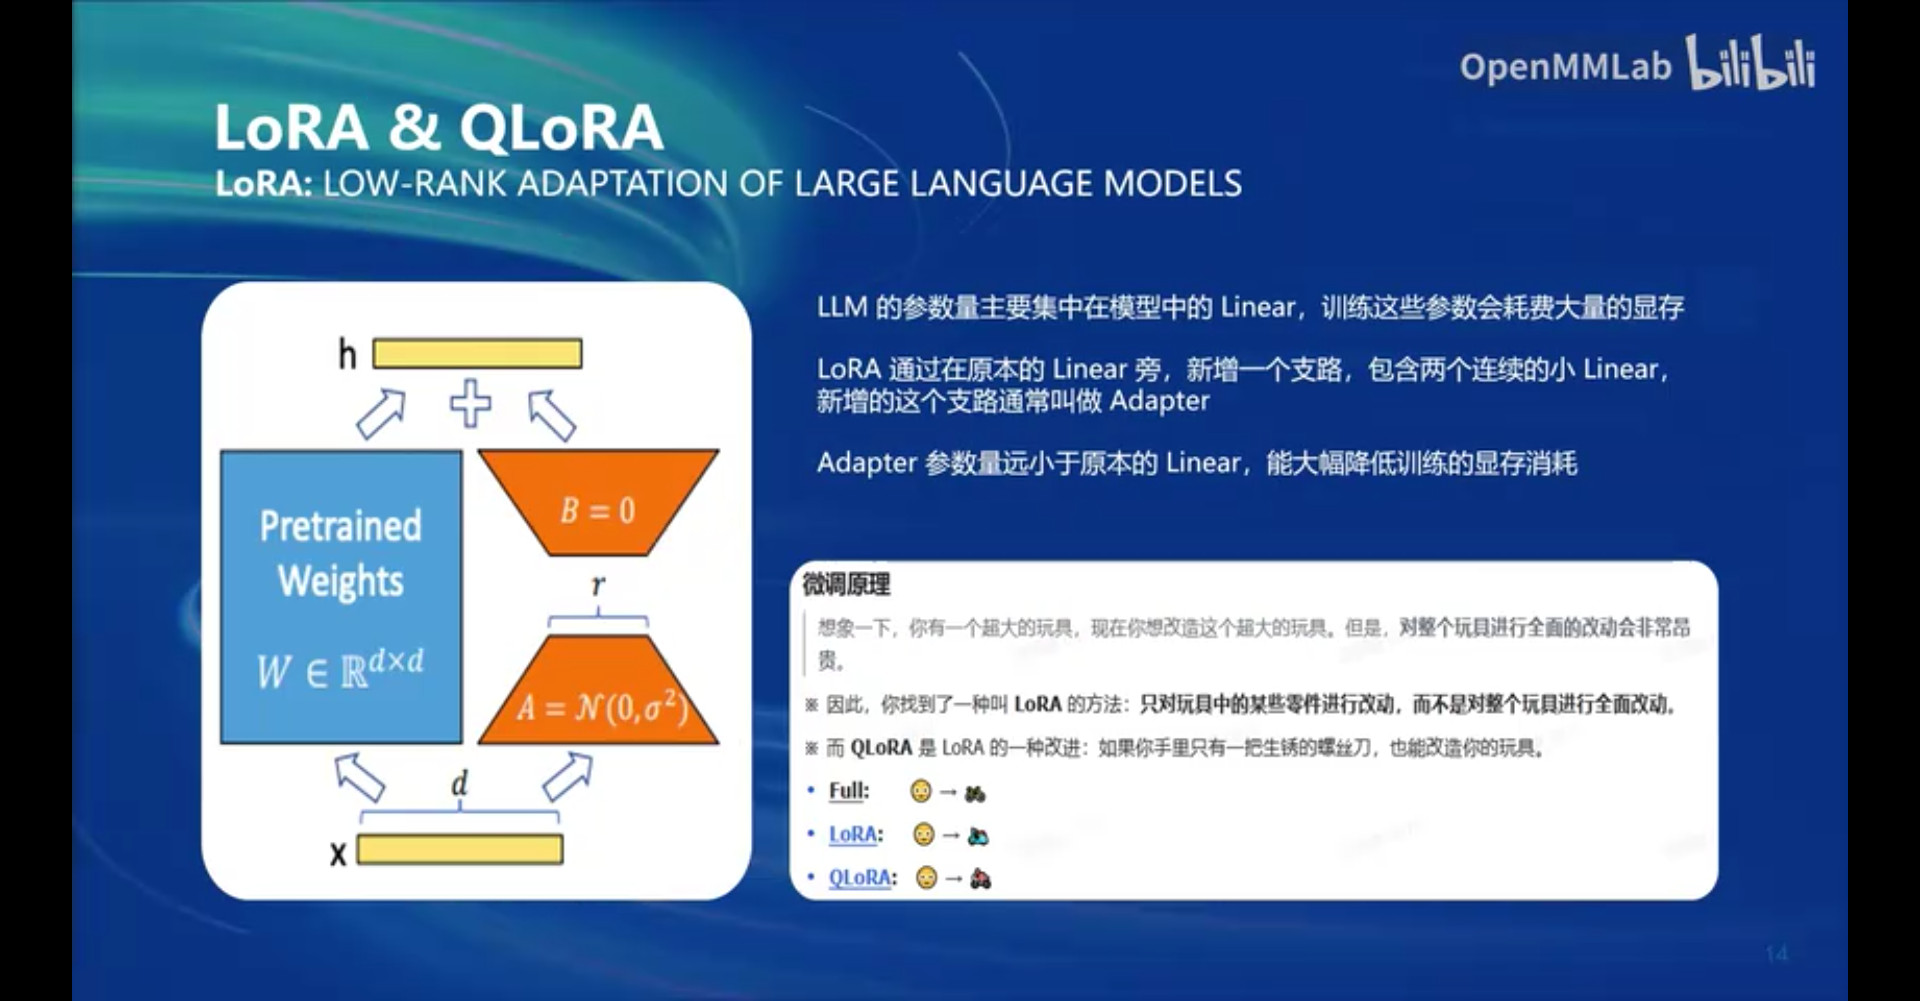 OpenMMLab bilibili
LoRA & QLoRA
LoRA: LOW-RANK ADAPTATION OF LARGE LANGUAGE MODELS
h
Pretrained
Weights
W ∈ ℝ^{d×d}
B = 0
r
A = 𝒩(0, σ²)
d
x
LLM 的参数量主要集中在模型中的 Linear，训练这些参数会耗费大量的显存
LoRA 通过在原本的 Linear 旁，新增一个支路，包含两个连续的小 Linear，
新增的这个支路通常叫做 Adapter
Adapter 参数量远小于原本的 Linear，能大幅降低训练的显存消耗
微调原理
想象一下，你有一个超大的玩具，现在你想改造这个超大的玩具。但是，对整个玩具进行全面的改动会非常昂
贵。
※ 因此，你找到了一种叫 LoRA 的方法：只对玩具中的某些零件进行改动，而不是对整个玩具进行全面改动。
※ 而 QLoRA 是 LoRA 的一种改进：如果你手里只有一把生锈的螺丝刀，也能改造你的玩具。
• Full: 😳 → 🏍
• LoRA: 😳 → 🛵
• QLoRA: 😳 → 🏍
14